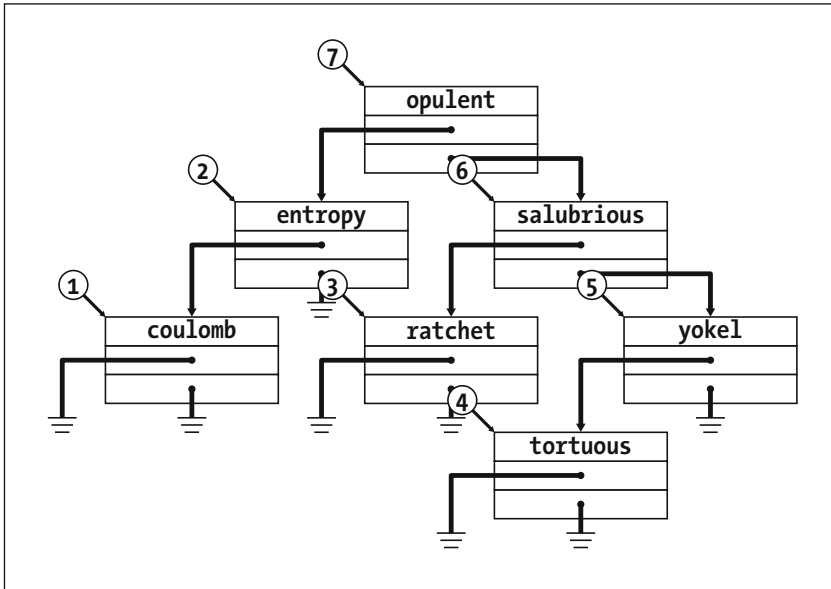 7
opulent
2
6
entropy
salubrious
1
3
5
coulomb
ratchet
yokel
4
tortuous